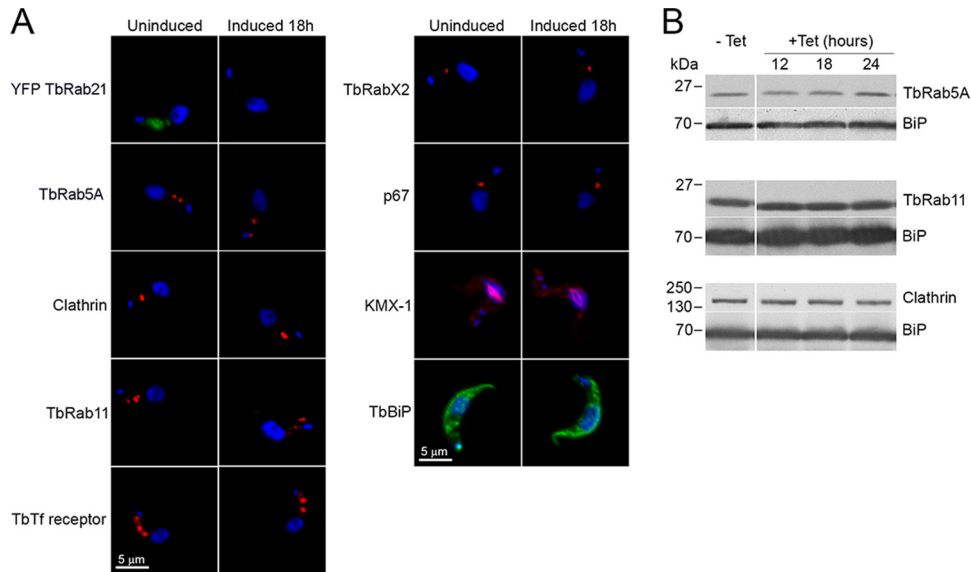 A
Uninduced Induced 18h
YFP TbRab21
TbRab5A
Clathrin
TbRab11
TbTf receptor
5 µm
Uninduced Induced 18h
TbRabX2
p67
KMX-1
TbBiP
5 µm
B
- Tet +Tet (hours)
kDa 12 18 24
27 TbRab5A
70 BiP
27 TbRab11
70 BiP
250
130 Clathrin
70 BiP